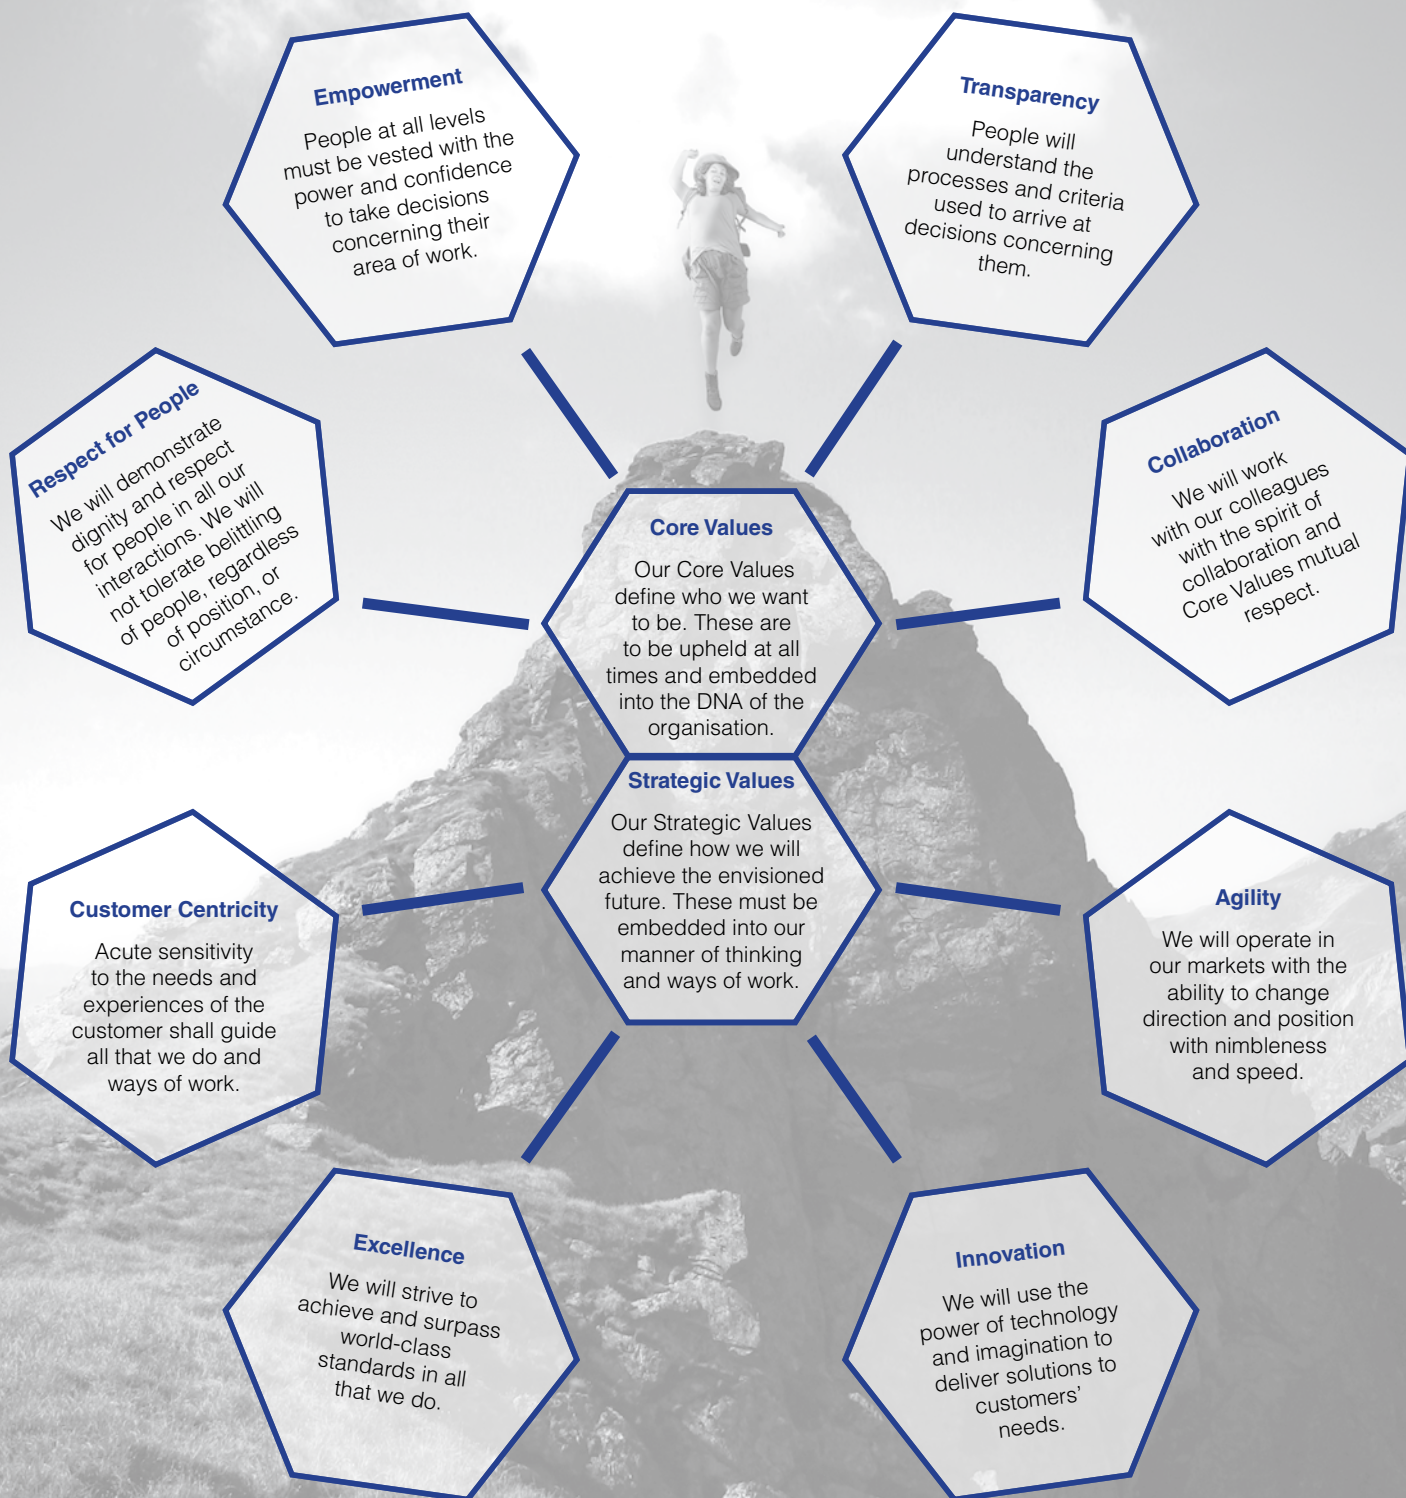 Empowerment
People at all levels
must be vested with the
power and confidence
to take decisions
concerning their
area of work.
Transparency
People will
understand the
processes and criteria
used to arrive at
decisions concerning
them.
Respect for People
We will demonstrate
dignity and respect
for people in all our
interactions. We will
not tolerate belittling
of people, regardless
of position, or
circumstance.
Collaboration
We will work
with our colleagues
with the spirit of
collaboration and
Core Values mutual
respect.
Core Values
Our Core Values
define who we want
to be. These are
to be upheld at all
times and embedded
into the DNA of the
organisation.
Strategic Values
Our Strategic Values
define how we will
achieve the envisioned
future. These must be
embedded into our
manner of thinking
and ways of work.
Customer Centricity
Acute sensitivity
to the needs and
experiences of the
customer shall guide
all that we do and
ways of work.
Agility
We will operate in
our markets with the
ability to change
direction and position
with nimbleness
and speed.
Excellence
We will strive to
achieve and surpass
world-class
standards in all
that we do.
Innovation
We will use the
power of technology
and imagination to
deliver solutions to
customers’
needs.